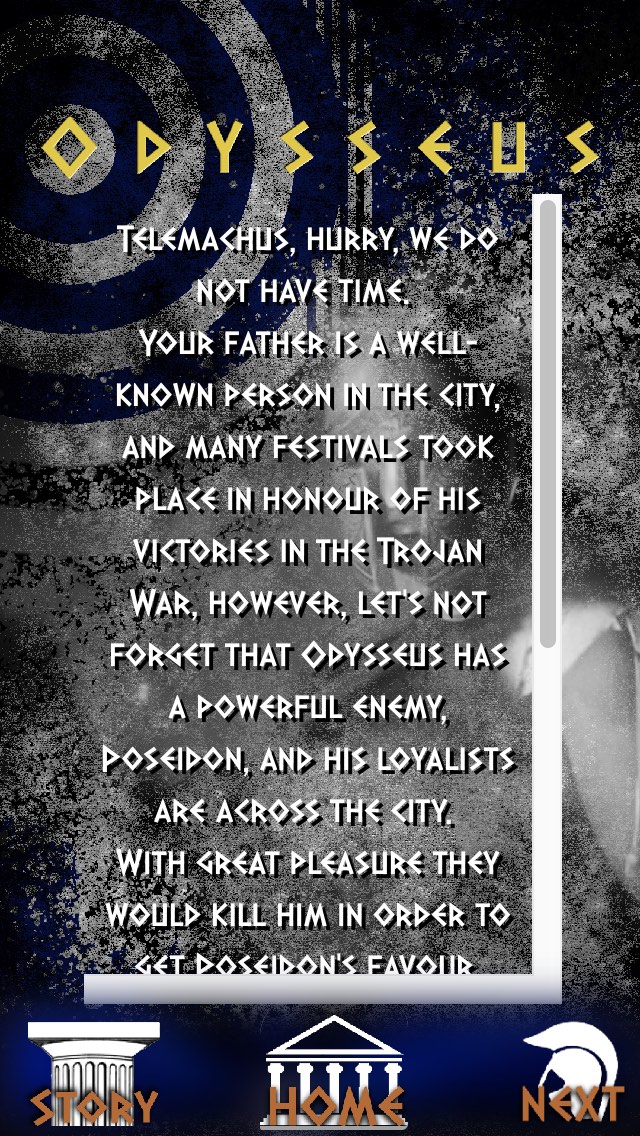 Odysseus
Telemachus, hurry, we do
not have time.
Your father is a well-
known person in the city,
and many festivals took
place in honour of his
victories in the Trojan
War, however, let's not
forget that Odysseus has
a powerful enemy,
Poseidon, and his loyalists
are across the city.
With great pleasure they
would kill him in order to
get Poseidon's favour
STORY
HOME
NEXT